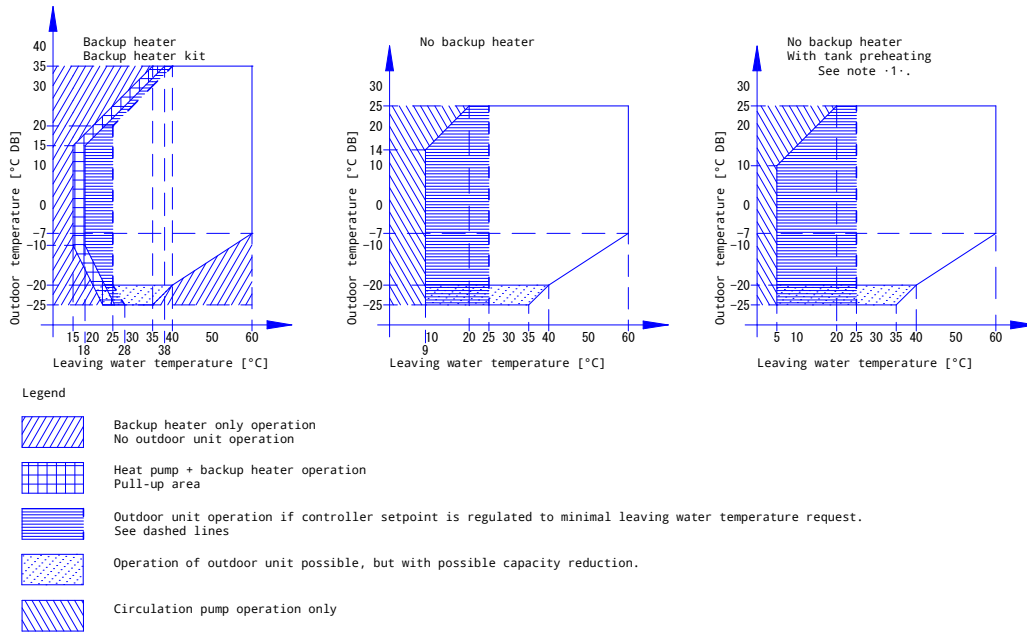 Backup heater
Backup heater kit
40
35
30
20
15
10
0
−7
−10
−20
−25
Outdoor temperature [°C DB]
15 20 25 30 35 40 50 60
18 28 38
Leaving water temperature [°C]
No backup heater
30
25
20
14
10
0
−7
−10
−20
−25
Outdoor temperature [°C DB]
10 20 25 30 35 40 50 60
9
Leaving water temperature [°C]
No backup heater
With tank preheating
See note ·1·.
30
25
20
10
0
−7
−10
−20
−25
Outdoor temperature [°C DB]
5 10 20 25 30 35 40 50 60
Leaving water temperature [°C]
Legend
Backup heater only operation
No outdoor unit operation
Heat pump + backup heater operation
Pull-up area
Outdoor unit operation if controller setpoint is regulated to minimal leaving water temperature request.
See dashed lines
Operation of outdoor unit possible, but with possible capacity reduction.
Circulation pump operation only